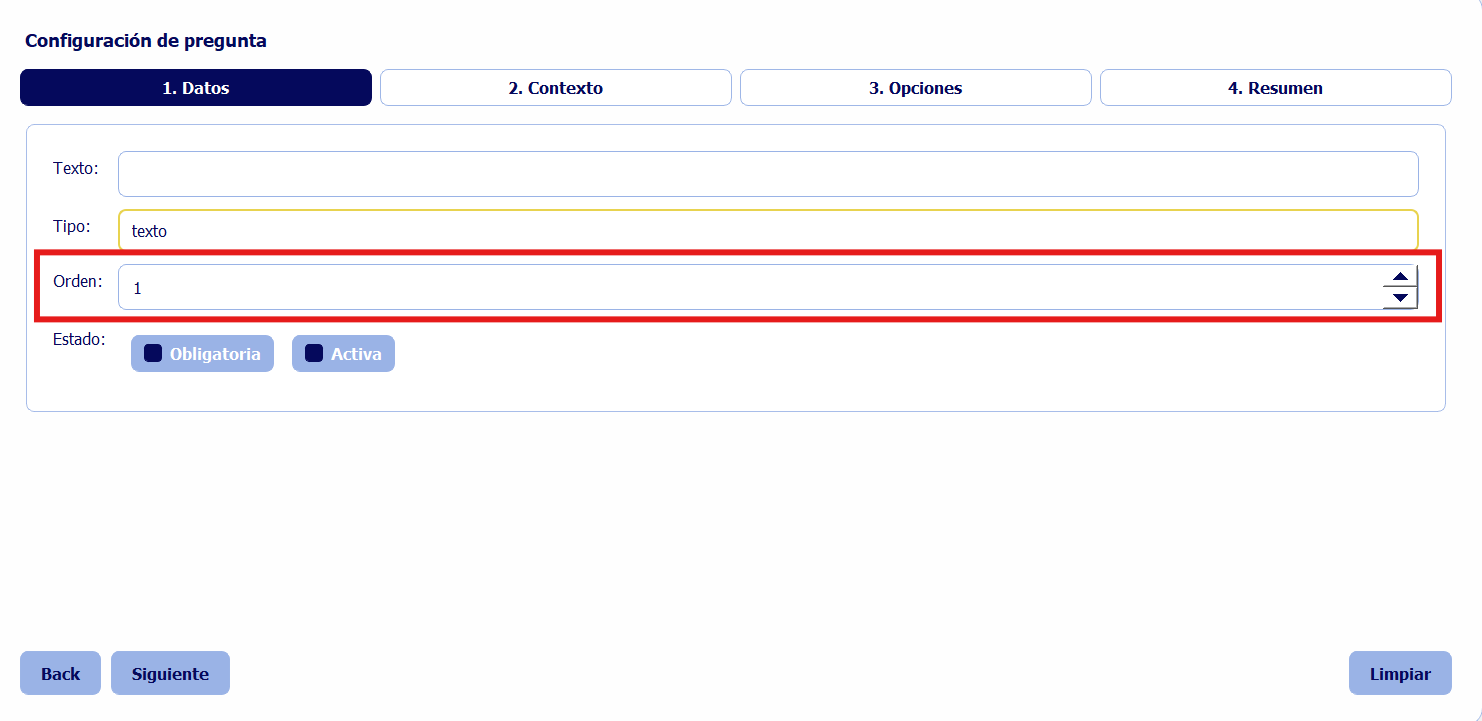 Configuración de pregunta
1. Datos 2. Contexto 3. Opciones 4. Resumen
Texto:
Tipo: texto
Orden: 1
Estado: Obligatoria Activa
Back Siguiente Limpiar